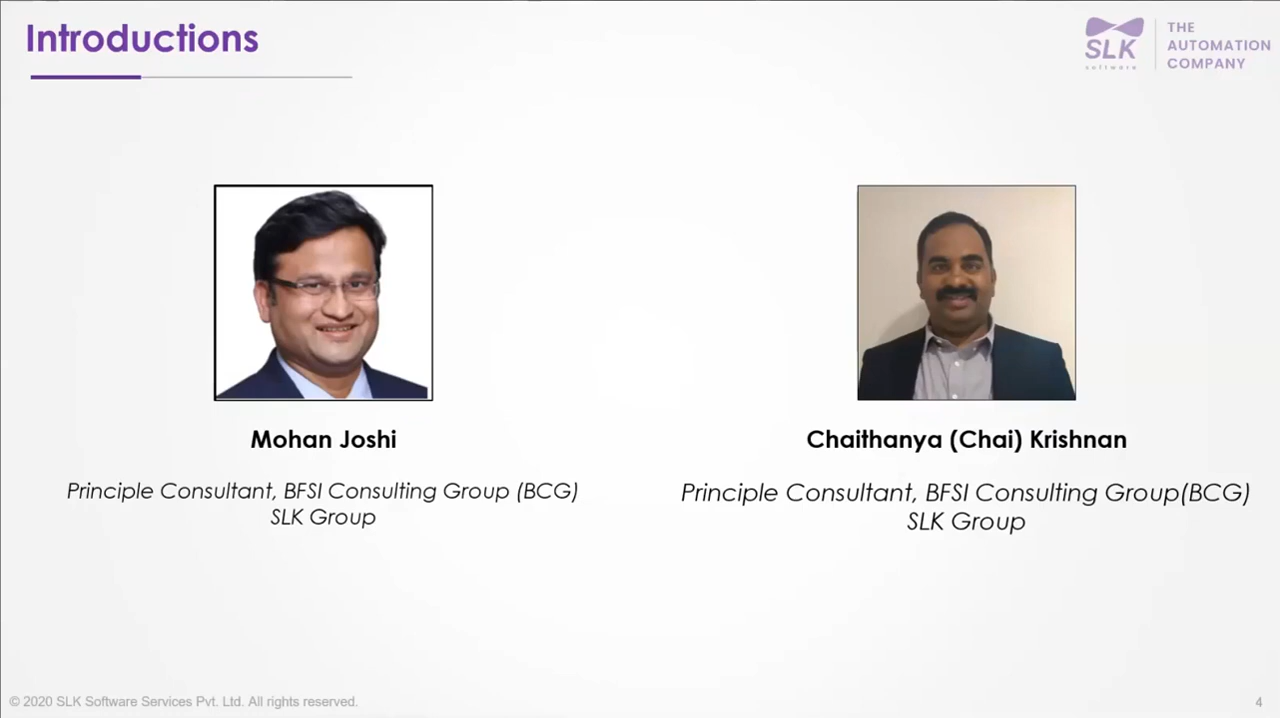 Introductions
SLK
software
THE
AUTOMATION
COMPANY
Mohan Joshi
Principle Consultant, BFSI Consulting Group (BCG)
SLK Group
Chaithanya (Chai) Krishnan
Principle Consultant, BFSI Consulting Group(BCG)
SLK Group
© 2020 SLK Software Services Pvt. Ltd. All rights reserved.
4